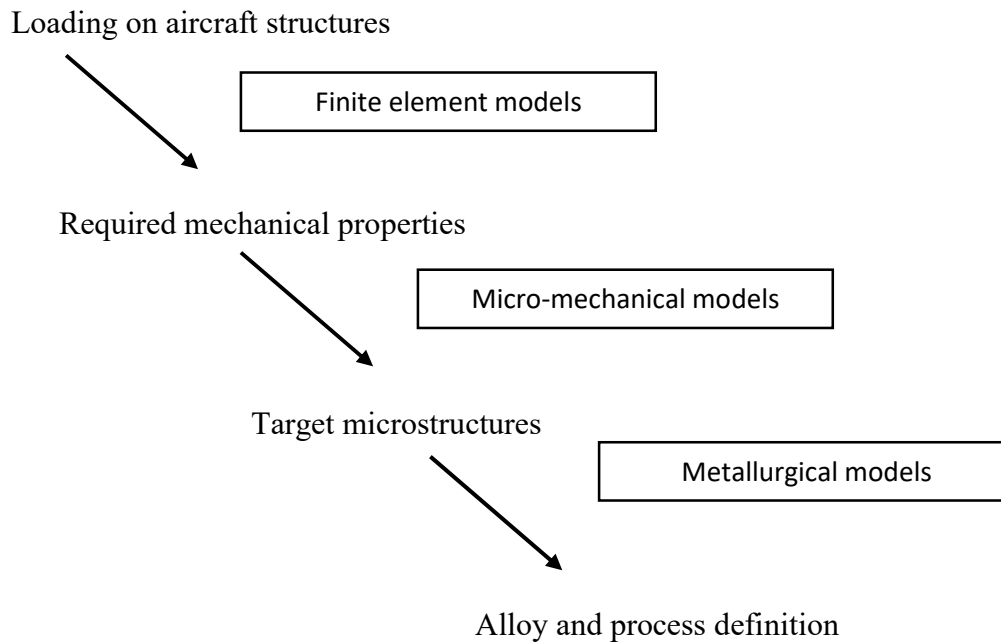 Loading on aircraft structures
Finite element models
Required mechanical properties
Micro-mechanical models
Target microstructures
Metallurgical models
Alloy and process definition